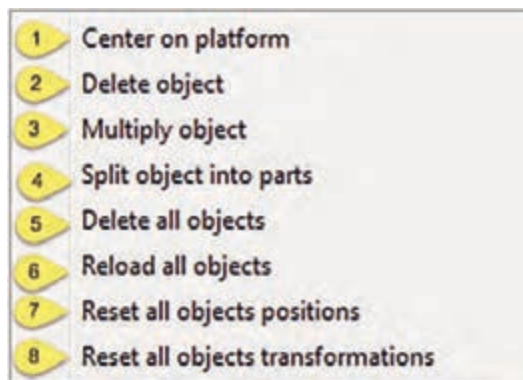 1 Center on platform
2 Delete object
3 Multiply object
4 Split object into parts
5 Delete all objects
6 Reload all objects
7 Reset all objects positions
8 Reset all objects transformations